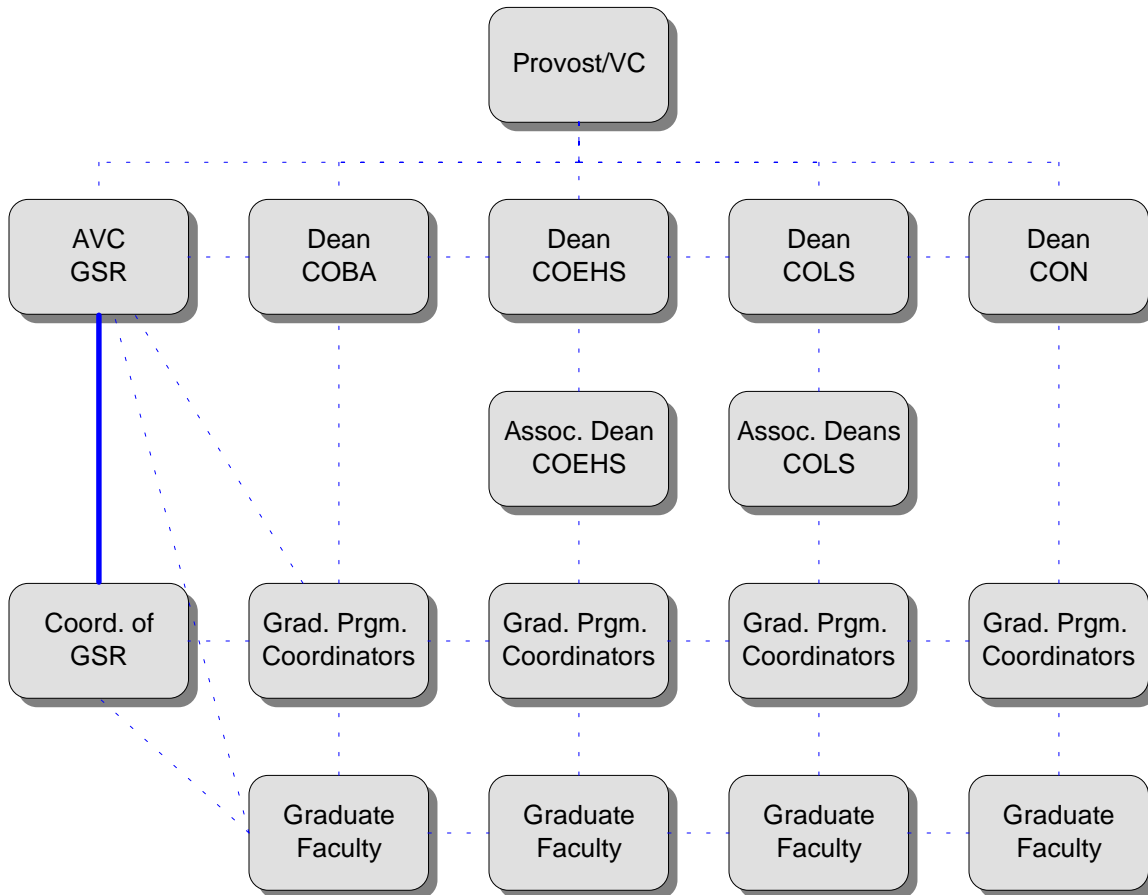 Provost/VC
AVC
GSR
Dean
COBA
Dean
COEHS
Dean
COLS
Dean
CON
Assoc. Dean
COEHS
Assoc. Deans
COLS
Coord. of
GSR
Grad. Prgm.
Coordinators
Grad. Prgm.
Coordinators
Grad. Prgm.
Coordinators
Grad. Prgm.
Coordinators
Graduate
Faculty
Graduate
Faculty
Graduate
Faculty
Graduate
Faculty